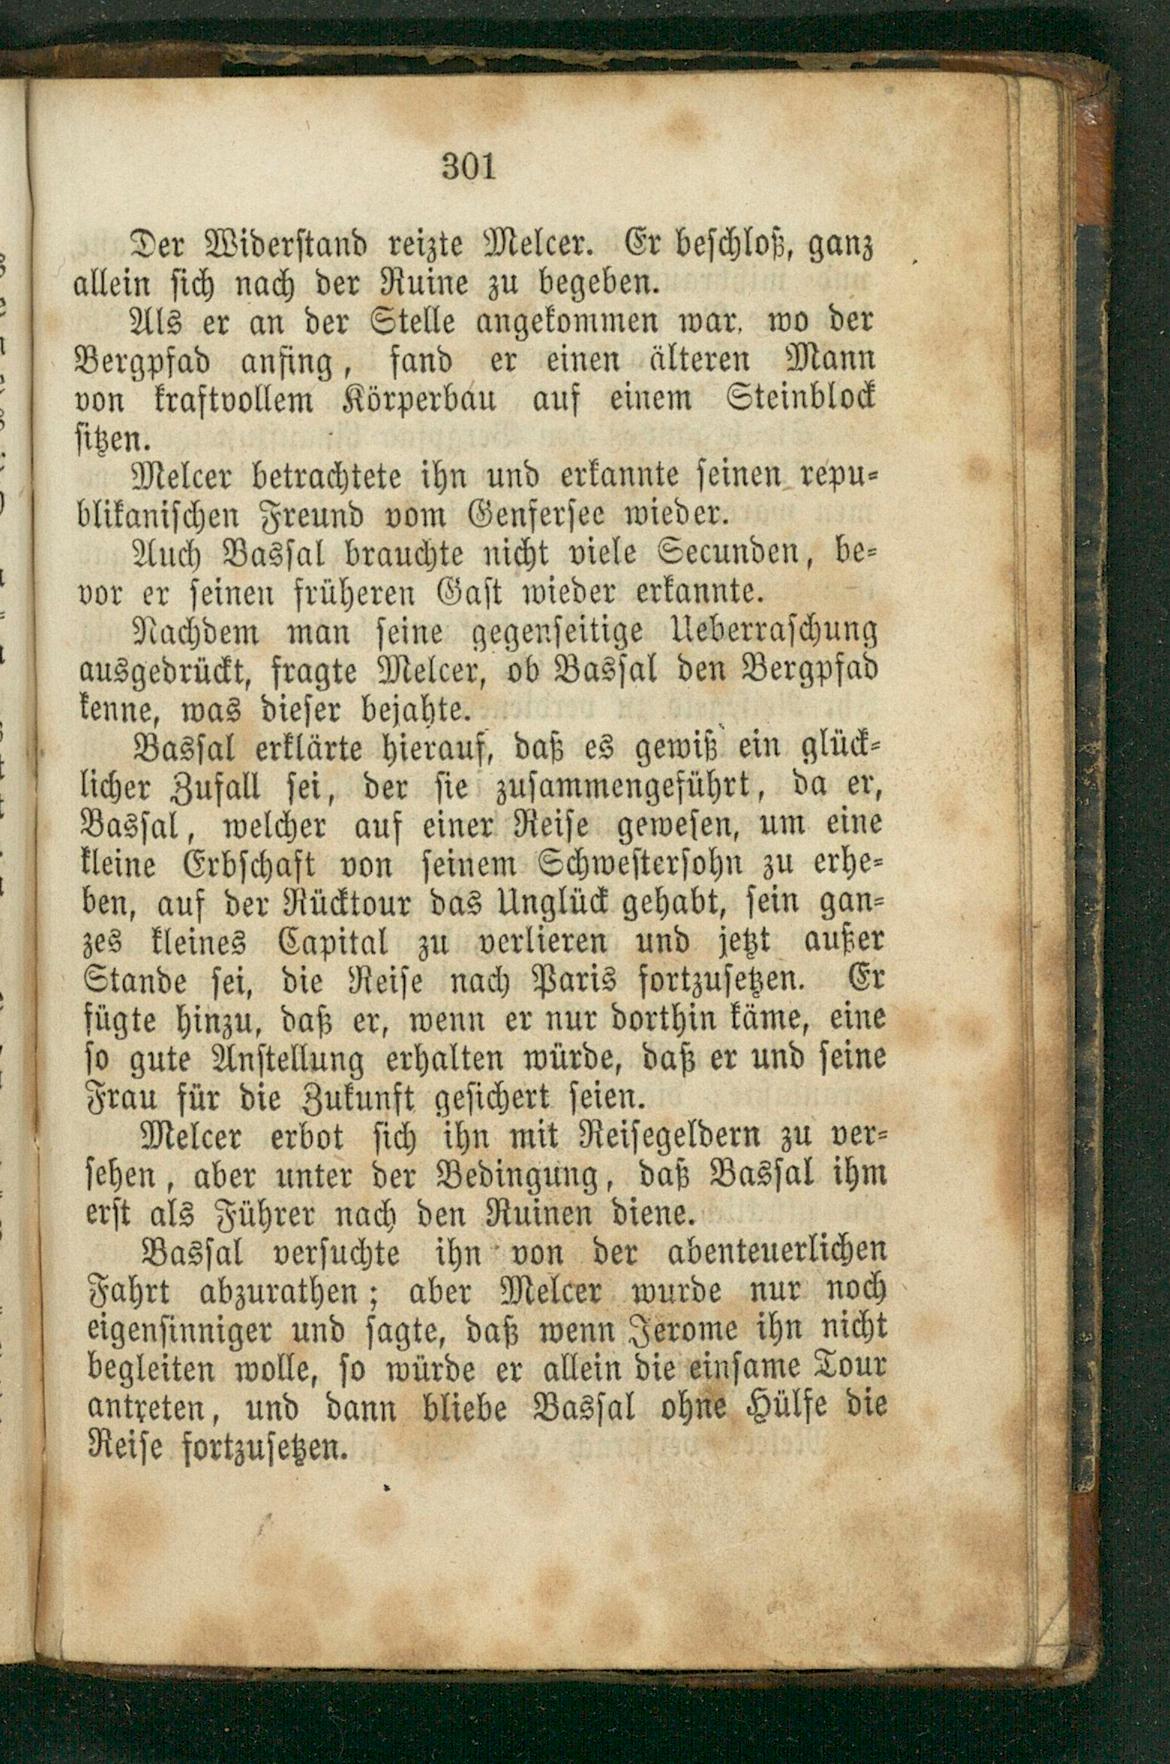 301
Der Widerstand reizte Melcer. Er beschloß, ganz
allein sich nach der Ruine zu begeben.
Als er an der Stelle angekommen war, wo der
Bergpfad anfing, fand er einen älteren Mann
von kraftvollem Körperbau auf einem Steinblock
sitzen.
Melcer betrachtete ihn und erkannte seinen repu-
blikanischen Freund vom Genfersee wieder.
Auch Bassal brauchte nicht viele Secunden, be-
vor er seinen früheren Gast wieder erkannte.
Nachdem man seine gegenseitige Ueberraschung
ausgedrückt, fragte Melcer, ob Bassal den Bergpfad
kenne, was dieser bejahte.
Bassal erklärte hierauf, daß es gewiß ein glück-
licher Zufall sei, der sie zusammengeführt, da er,
Bassal, welcher auf einer Reise gewesen, um eine
kleine Erbschaft von seinem Schwestersohn zu erhe-
ben, auf der Rücktour das Unglück gehabt, sein gan-
zes kleines Capital zu verlieren und jetzt außer
Stande sei, die Reise nach Paris fortzusetzen. Er
fügte hinzu, daß er, wenn er nur dorthin käme, eine
so gute Anstellung erhalten würde, daß er und seine
Frau für die Zukunft gesichert seien.
Melcer erbot sich ihn mit Reisegeldern zu ver-
sehen, aber unter der Bedingung, daß Bassal ihm
erst als Führer nach den Ruinen diene.
Bassal versuchte ihn von der abenteuerlichen
Fahrt abzurathen; aber Melcer wurde nur noch
eigensinniger und sagte, daß wenn Jerome ihn nicht
begleiten wolle, so würde er allein die einsame Tour
antreten, und dann bliebe Bassal ohne Hülfe die
Reise fortzusetzen.